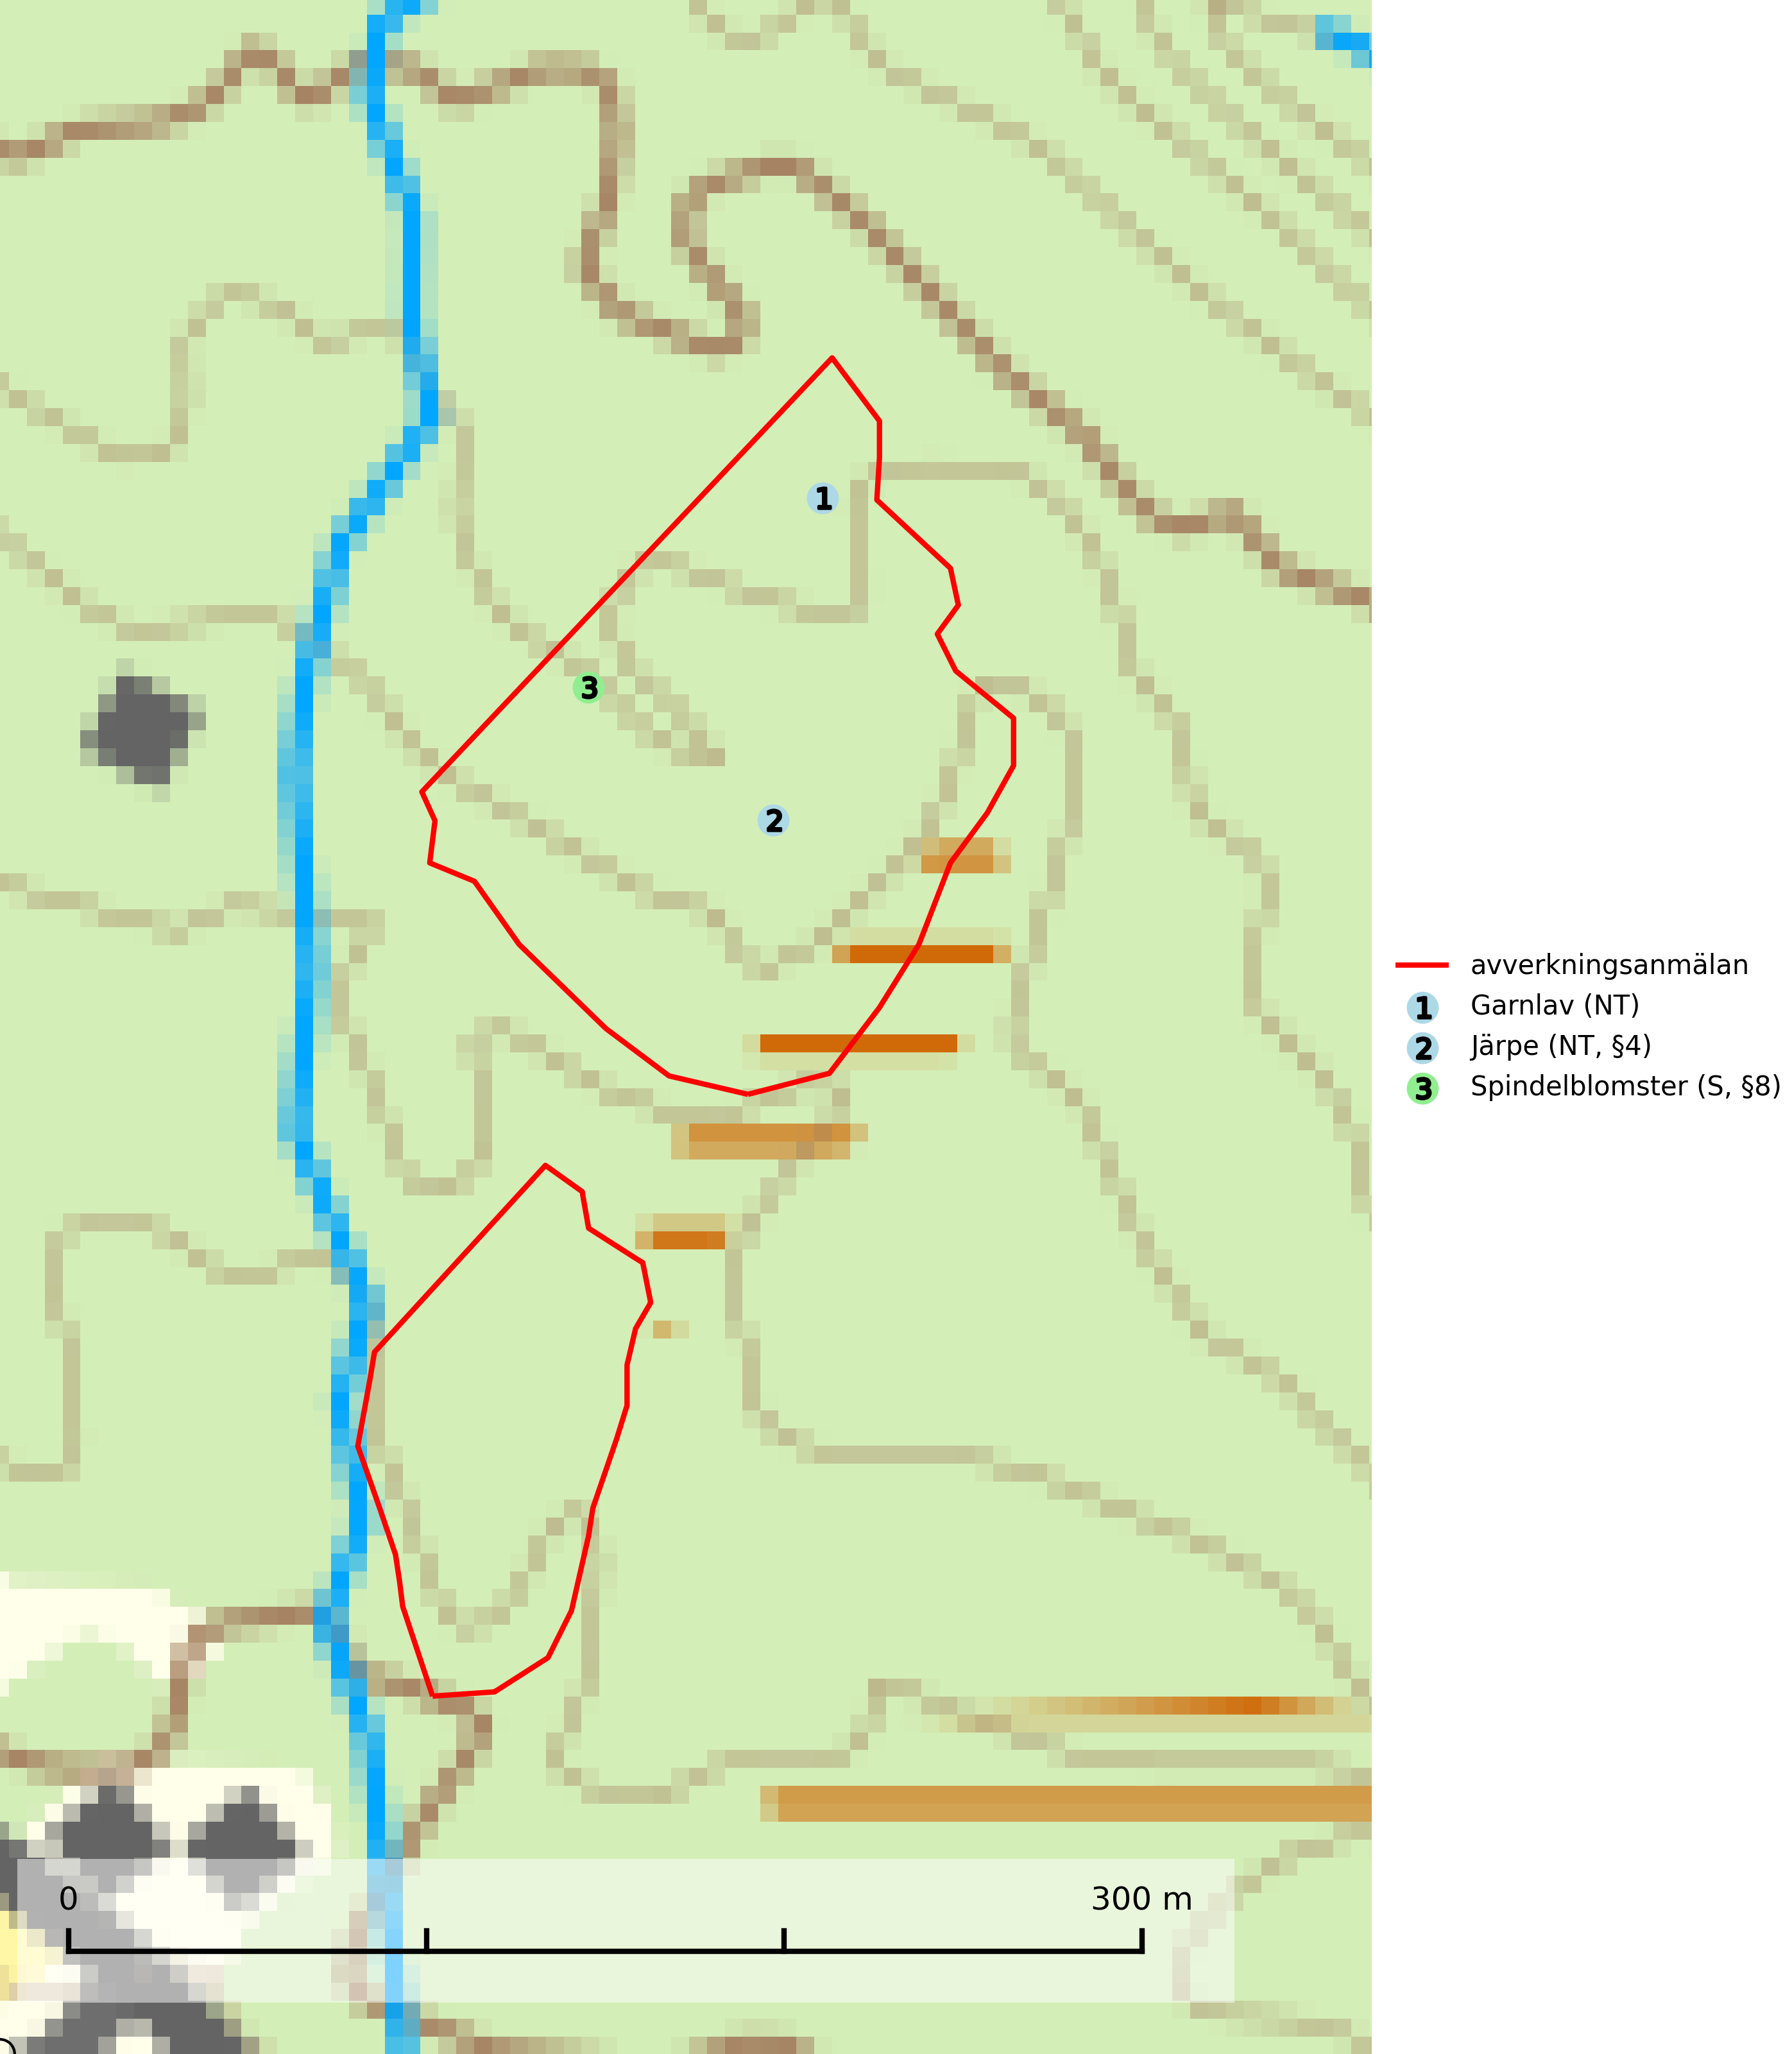 1
3
2
avverkningsanmälan
1 Garnlav (NT)
2 Järpe (NT, §4)
3 Spindelblomster (S, §8)
0 300 m